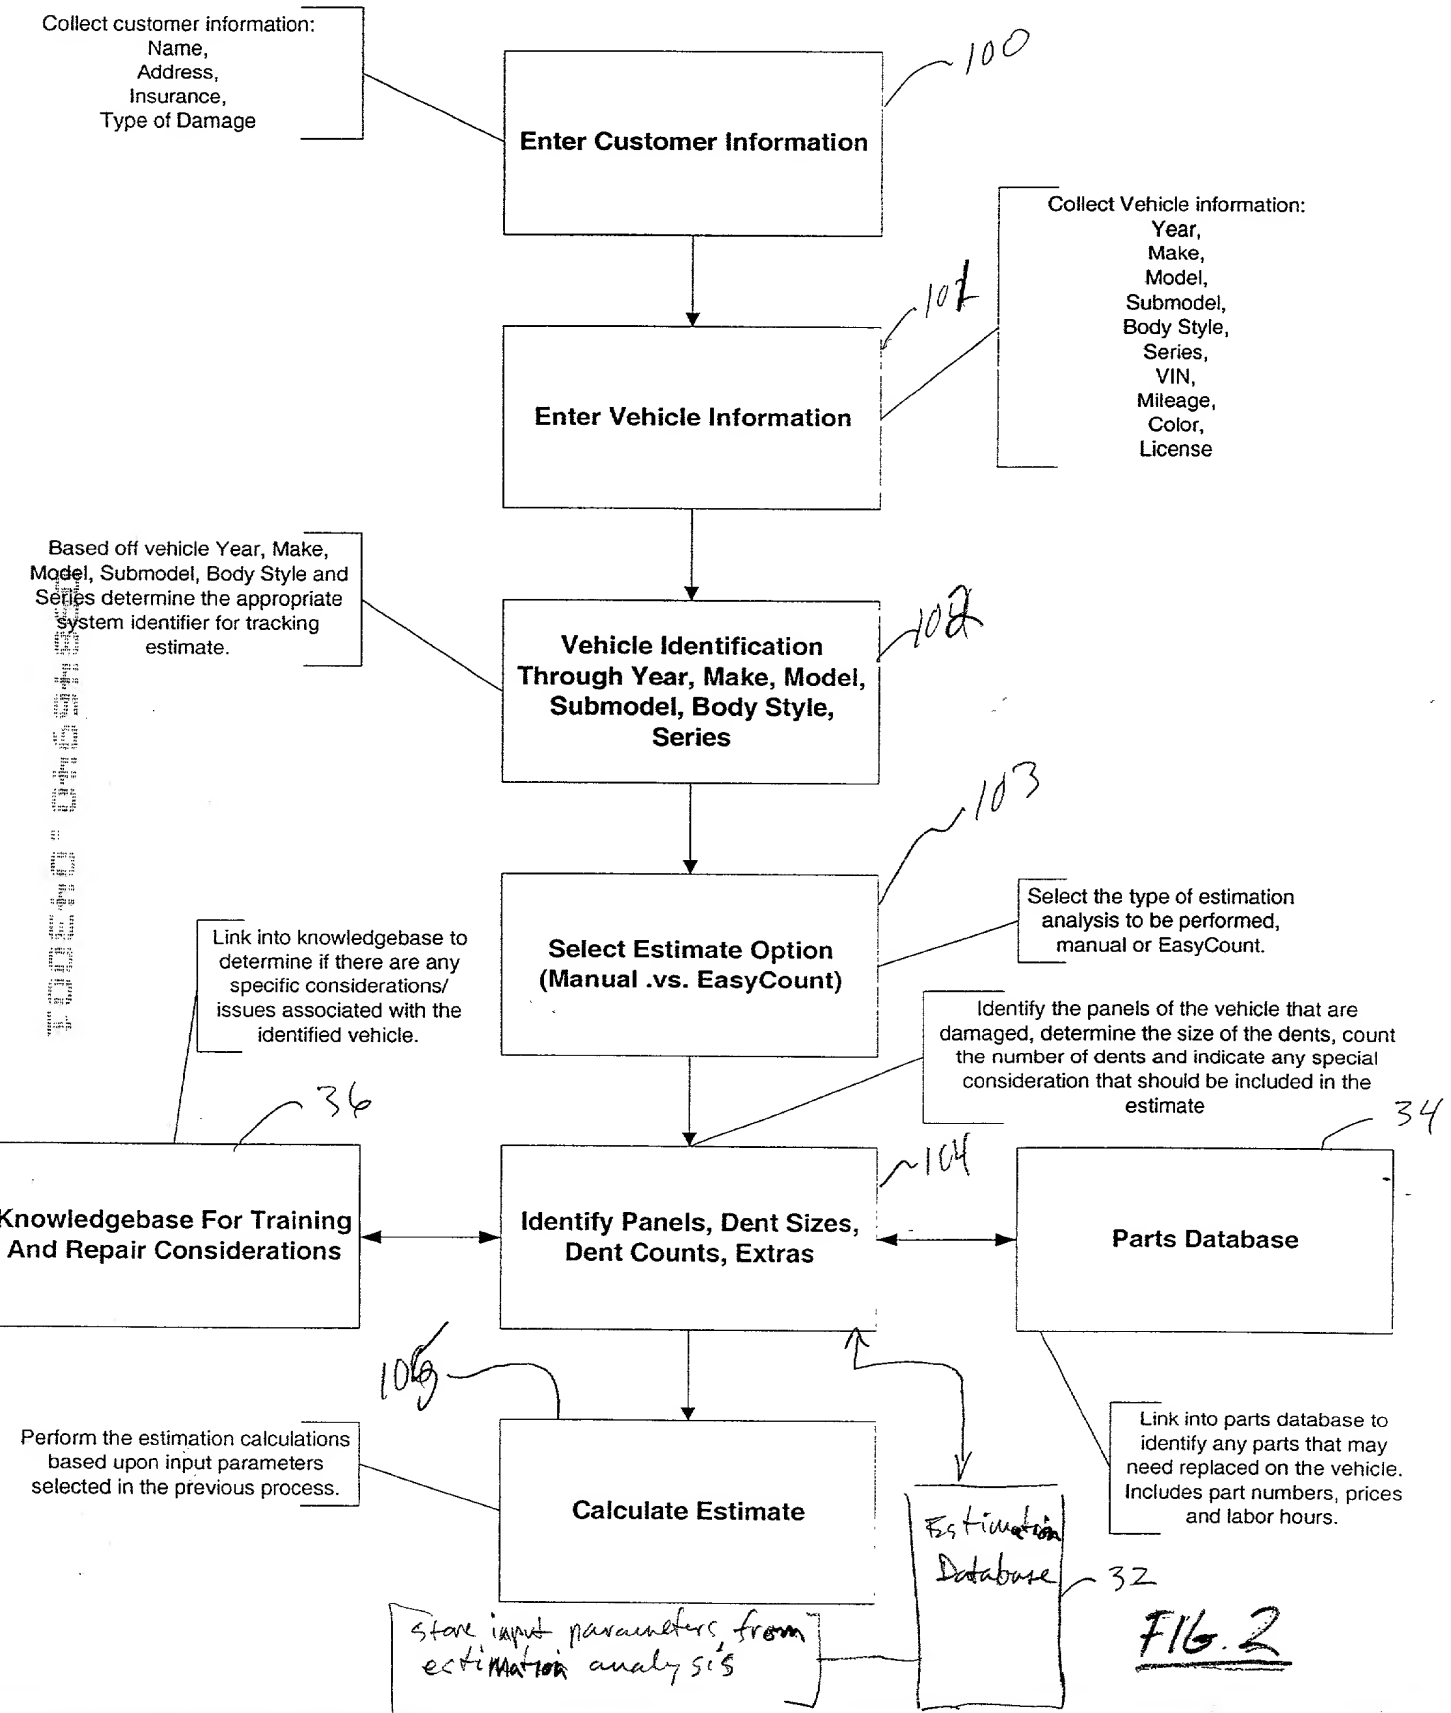 Collect customer information:
Name,
Address,
Insurance,
Type of Damage
100
Enter Customer Information
Collect Vehicle information:
Year,
Make,
Model,
Submodel,
Body Style,
Series,
VIN,
Mileage,
Color,
License
101
Enter Vehicle Information
Based off vehicle Year, Make,
Model, Submodel, Body Style and
Series determine the appropriate
system identifier for tracking
estimate.
102
Vehicle Identification
Through Year, Make, Model,
Submodel, Body Style,
Series
103
Select Estimate Option
(Manual .vs. EasyCount)
Select the type of estimation
analysis to be performed,
manual or EasyCount.
Link into knowledgebase to
determine if there are any
specific considerations/
issues associated with the
identified vehicle.
Identify the panels of the vehicle that are
damaged, determine the size of the dents, count
the number of dents and indicate any special
consideration that should be included in the
estimate
36
34
104
Knowledgebase For Training
And Repair Considerations
Identify Panels, Dent Sizes,
Dent Counts, Extras
Parts Database
Perform the estimation calculations
based upon input parameters
selected in the previous process.
Calculate Estimate
Link into parts database to
identify any parts that may
need replaced on the vehicle.
Includes part numbers, prices
and labor hours.
Estimation
Database
32
store input parameters from
estimation analysis
FIG. 2